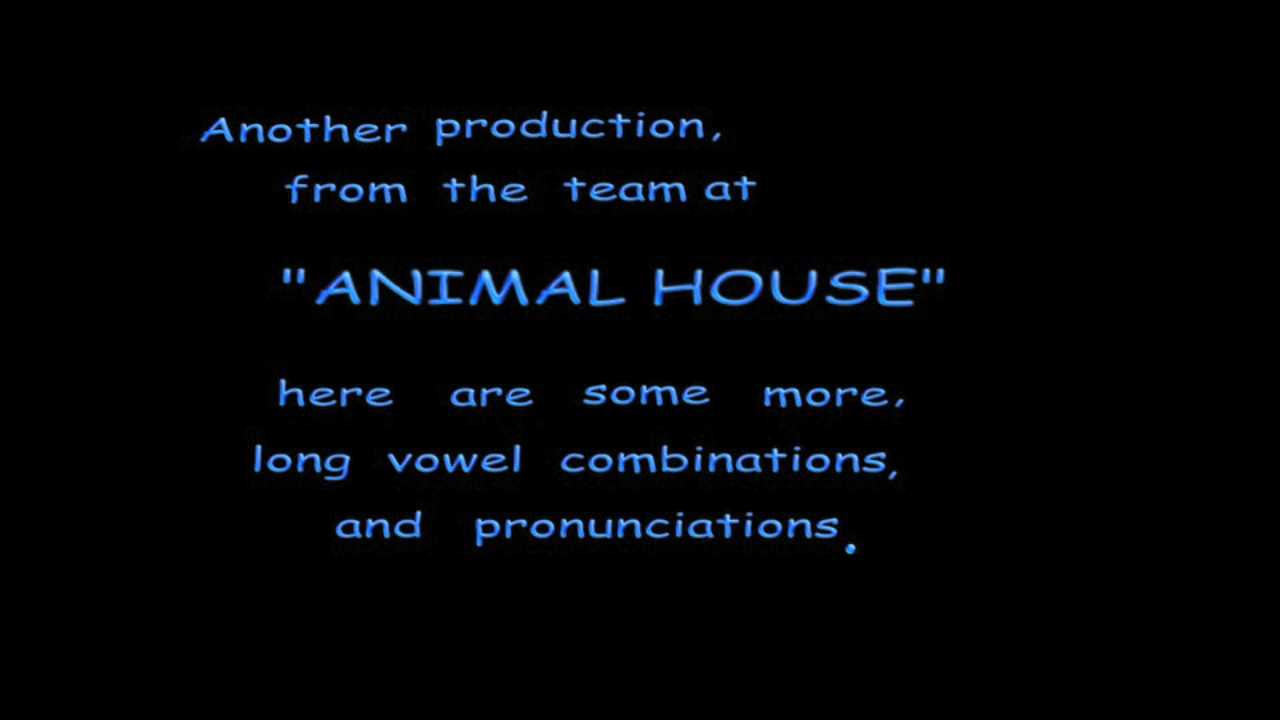 Another production,
from the team at
"ANIMAL HOUSE"
here are some more,
long vowel combinations,
and pronunciations.